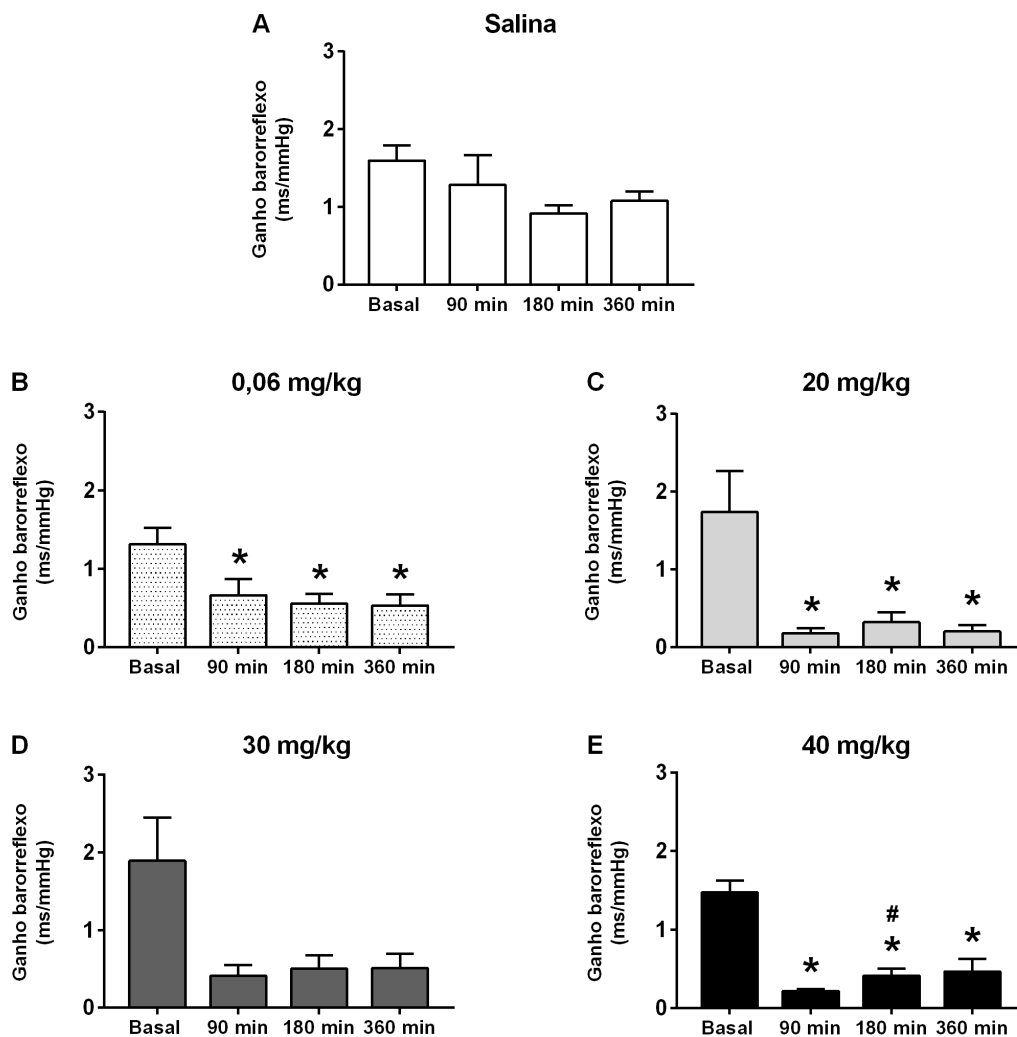 A
Salina
Ganho barorreflexo
(ms/mmHg)
3
2
1
0
Basal 90 min 180 min 360 min
B
0,06 mg/kg
Ganho barorreflexo
(ms/mmHg)
3
2
1
0
* * *
Basal 90 min 180 min 360 min
C
20 mg/kg
Ganho barorreflexo
(ms/mmHg)
3
2
1
0
* * *
Basal 90 min 180 min 360 min
D
30 mg/kg
Ganho barorreflexo
(ms/mmHg)
3
2
1
0
Basal 90 min 180 min 360 min
E
40 mg/kg
Ganho barorreflexo
(ms/mmHg)
3
2
1
0
#
* * *
Basal 90 min 180 min 360 min